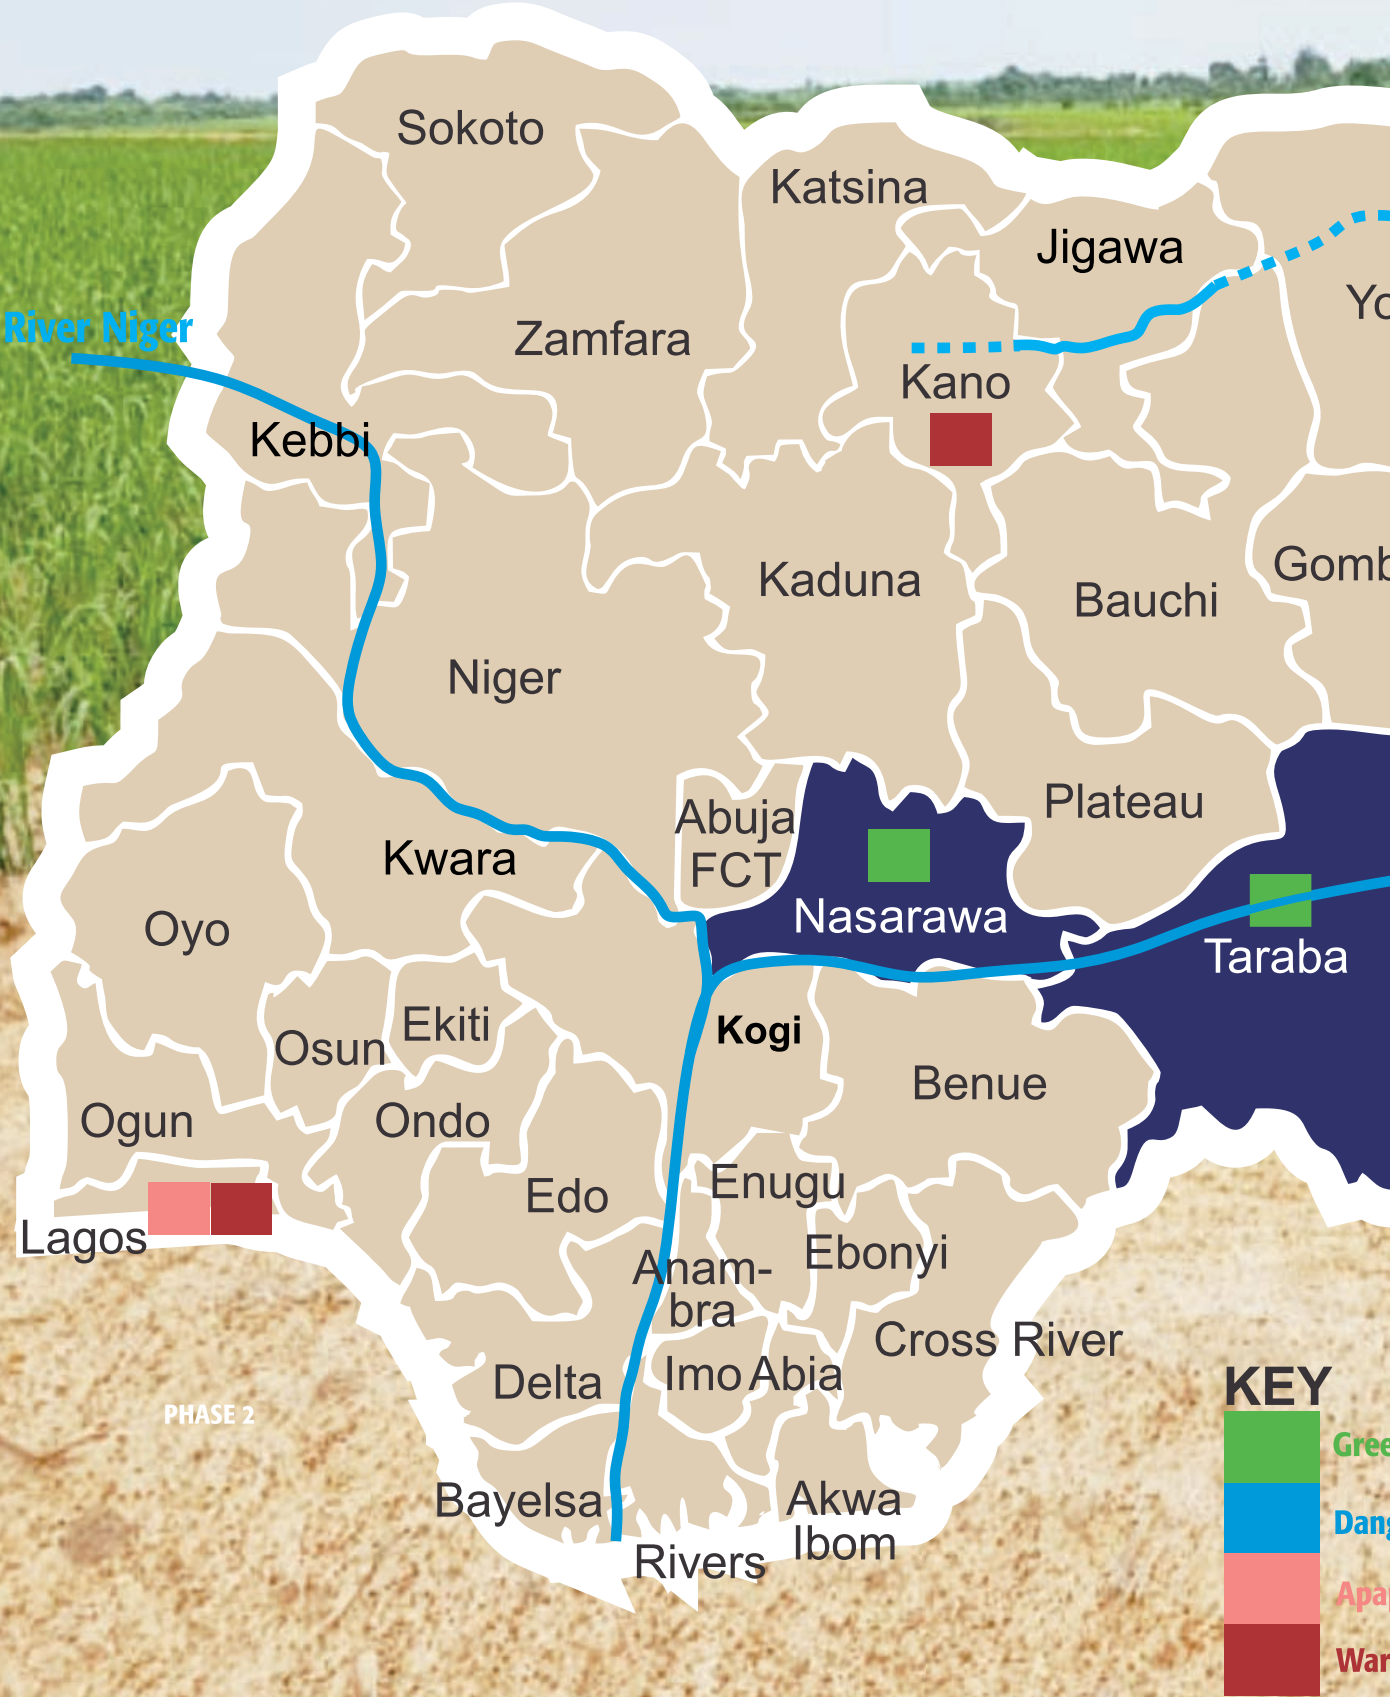 Sokoto
Katsina
Jigawa
River Niger
Zamfara
Kano
Kebbi
Kaduna
Bauchi
Niger
Plateau
Abuja
FCT
Kwara
Nasarawa
Oyo
Taraba
Ekiti
Osun
Kogi
Benue
Ogun
Ondo
Enugu
Edo
Lagos
Ebonyi
Anam-
bra
Cross River
Imo Abia
Delta
KEY
PHASE 2
Bayelsa
Akwa
Ibom
Rivers